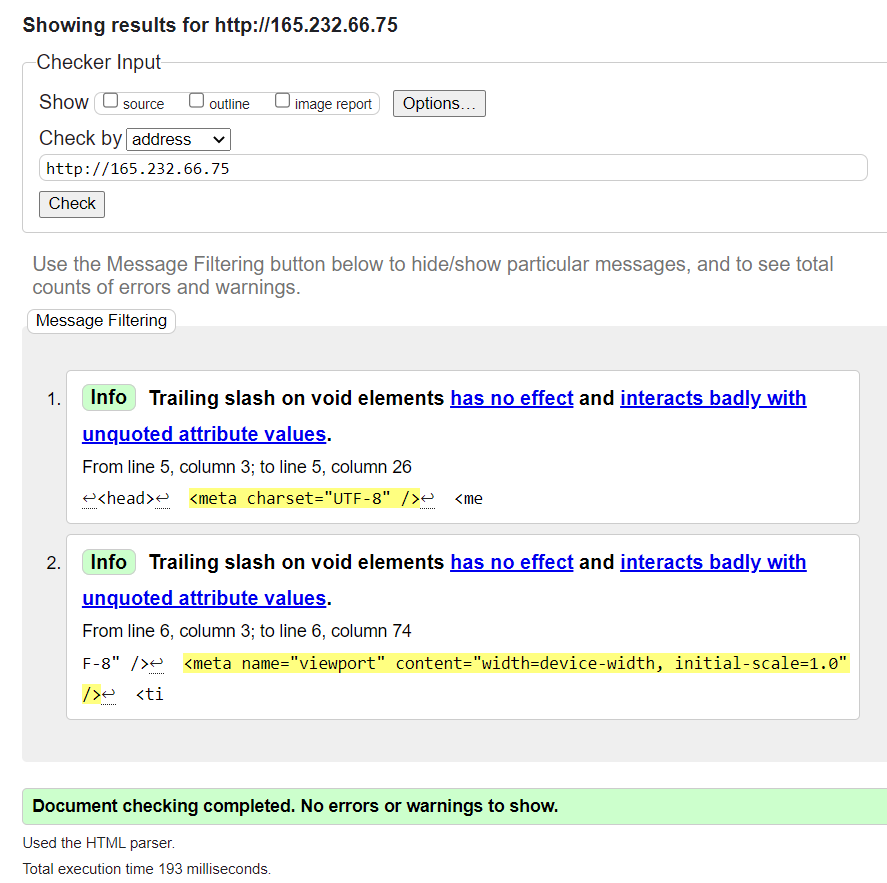 Showing results for http://165.232.66.75
Checker Input
Show source outline image report Options...
Check by address
http://165.232.66.75
Check
Use the Message Filtering button below to hide/show particular messages, and to see total
counts of errors and warnings.
Message Filtering
1. Info Trailing slash on void elements has no effect and interacts badly with
unquoted attribute values.
From line 5, column 3; to line 5, column 26
↩<head>↩ <meta charset="UTF-8" />↩ <me
2. Info Trailing slash on void elements has no effect and interacts badly with
unquoted attribute values.
From line 6, column 3; to line 6, column 74
F-8" />↩ <meta name="viewport" content="width=device-width, initial-scale=1.0"
/>↩ <ti
Document checking completed. No errors or warnings to show.
Used the HTML parser.
Total execution time 193 milliseconds.